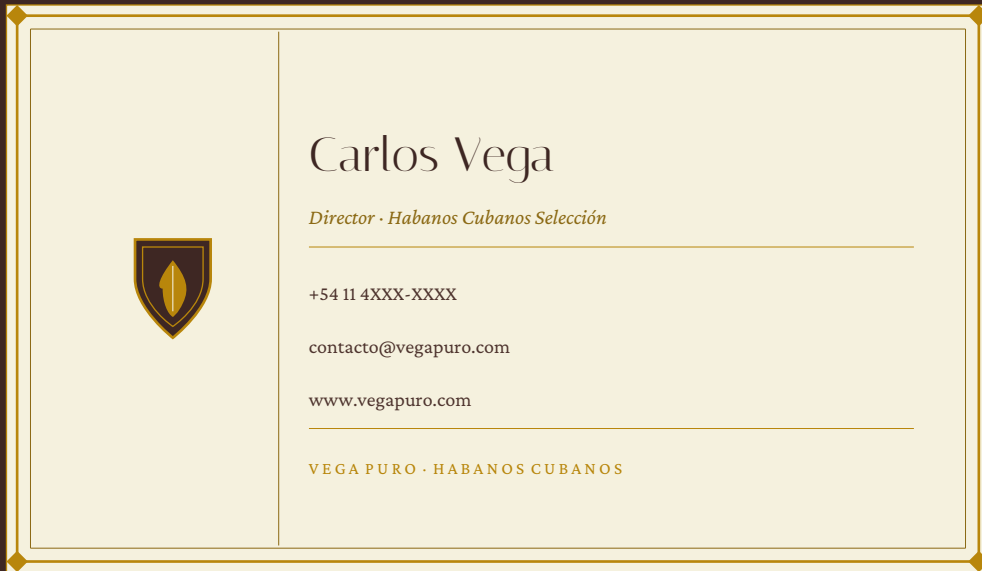 Carlos Vega
Director · Habanos Cubanos Selección
+54 11 4XXX-XXXX
contacto@vegapuro.com
www.vegapuro.com
VEGA PURO · HABANOS CUBANOS